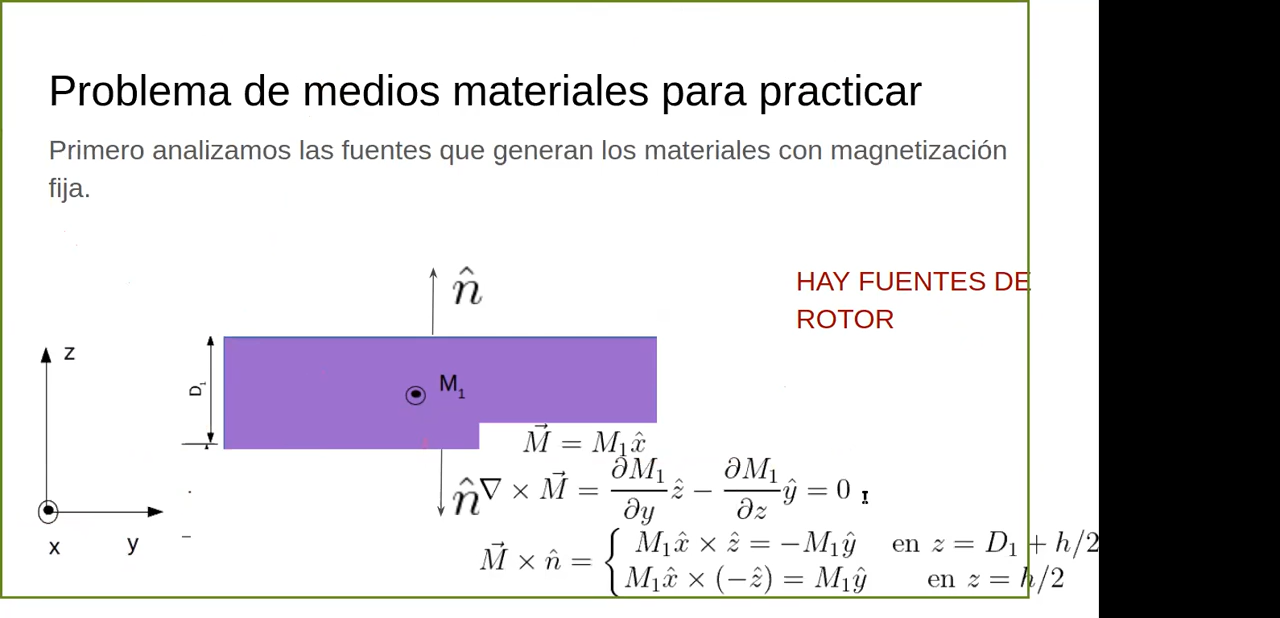 Problema de medios materiales para practicar
Primero analizamos las fuentes que generan los materiales con magnetización
fija.
HAY FUENTES DE
ROTOR
n̂
z
D₁
M₁
M⃗ = M₁x̂
n̂
∇ × M⃗ = ∂M₁/∂y ẑ − ∂M₁/∂z ŷ = 0
x
y
M⃗ × n̂ = { M₁x̂ × ẑ = −M₁ŷ en z = D₁ + h/2
M₁x̂ × (−ẑ) = M₁ŷ en z = h/2